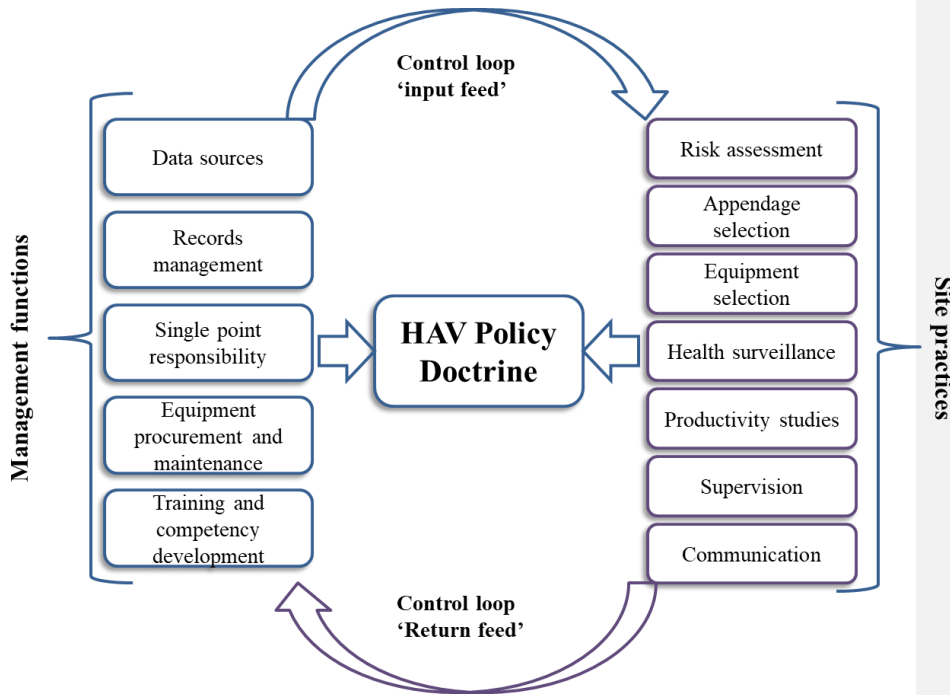 Control loop
‘input feed’
Management functions
Data sources
Records
management
Single point
responsibility
Equipment
procurement and
maintenance
Training and
competency
development
HAV Policy
Doctrine
Risk assessment
Appendage
selection
Equipment
selection
Health surveillance
Productivity studies
Supervision
Communication
Site practices
Control loop
‘Return feed’